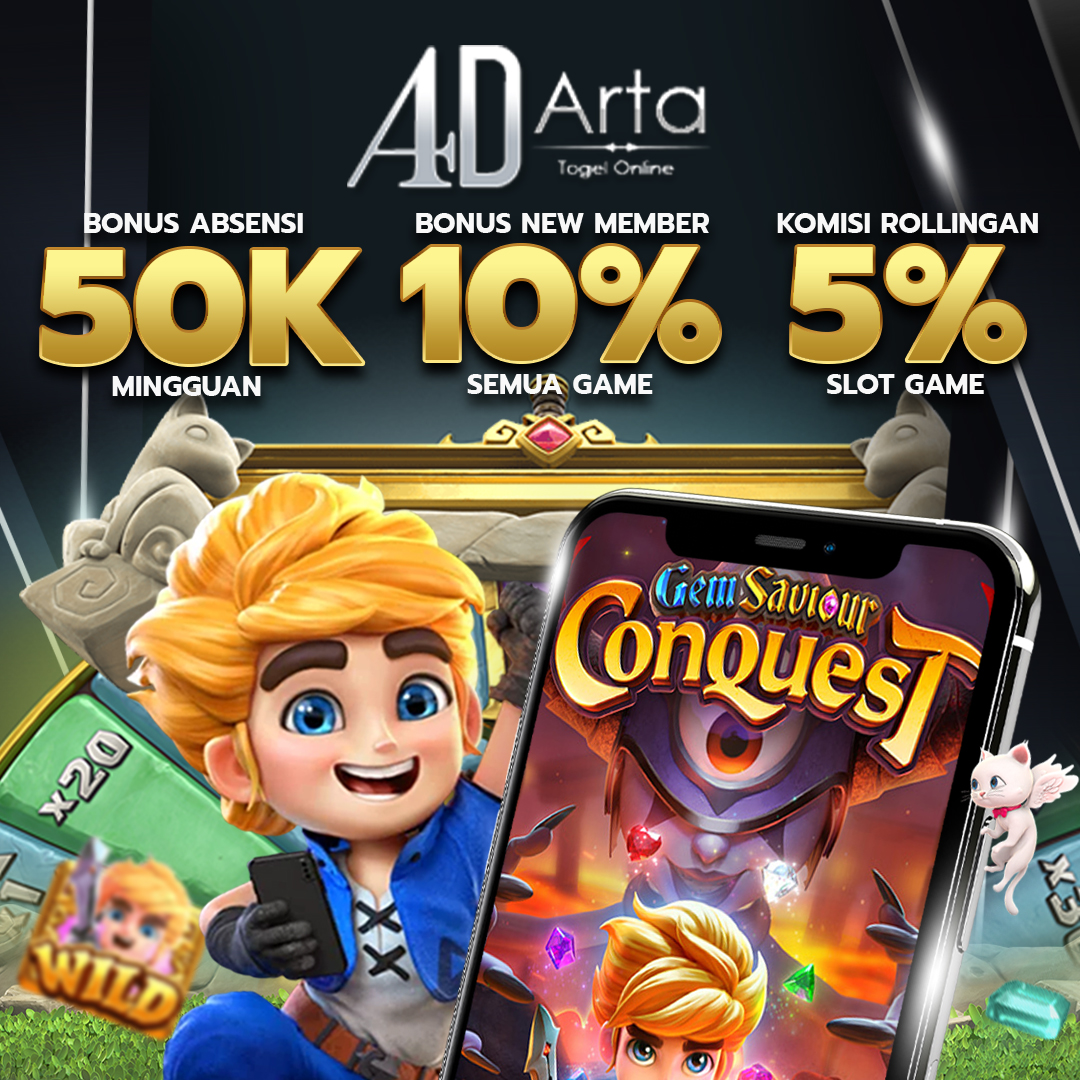 AD Arta
Togel Online
BONUS ABSENSI
50K
MINGGUAN
BONUS NEW MEMBER
10%
SEMUA GAME
KOMISI ROLLINGAN
5%
SLOT GAME
Gem Saviour
Conquest
x20
WILD